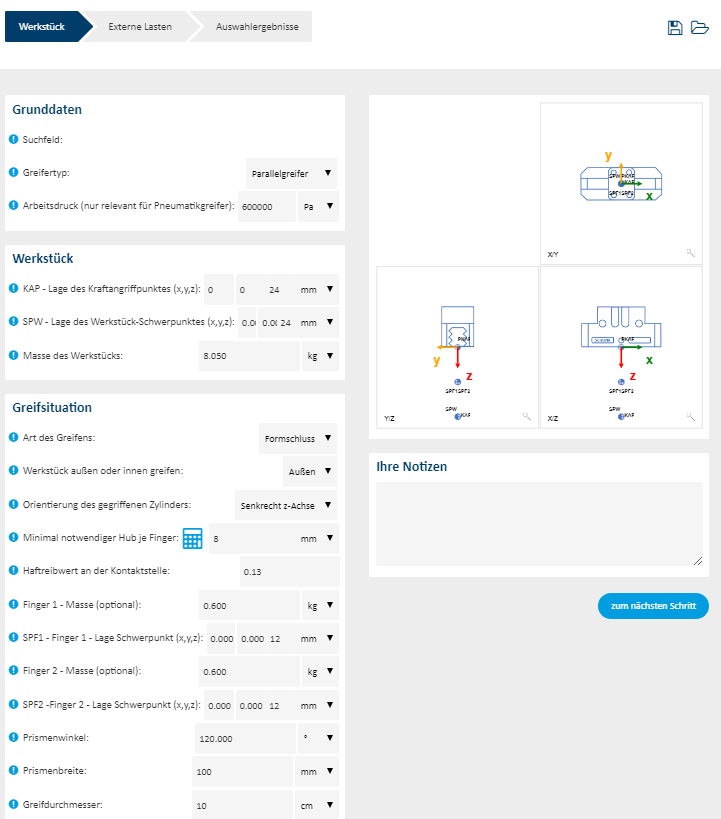 Werkstück Externe Lasten Auswahlergebnisse
Grunddaten
Suchfeld:
Greifertyp: Parallelgreifer
Arbeitsdruck (nur relevant für Pneumatikgreifer): 600000 Pa
Werkstück
KAP - Lage des Kraftangriffpunktes (x,y,z): 0 0 24 mm
SPW - Lage des Werkstück-Schwerpunktes (x,y,z): 0.0 0.0 24 mm
Masse des Werkstücks: 8.050 kg
Greifsituation
Art des Greifens: Formschluss
Werkstück außen oder innen greifen: Außen
Orientierung des gegriffenen Zylinders: Senkrecht z-Achse
Minimal notwendiger Hub je Finger: 8 mm
Haftreibwert an der Kontaktstelle: 0.13
Finger 1 - Masse (optional): 0.600 kg
SPF1 - Finger 1 - Lage Schwerpunkt (x,y,z): 0.000 0.000 12 mm
Finger 2 - Masse (optional): 0.600 kg
SPF2 -Finger 2 - Lage Schwerpunkt (x,y,z): 0.000 0.000 12 mm
Prismenwinkel: 120.000 °
Prismenbreite: 100 mm
Greifdurchmesser: 10 cm
y
x
X/Y
y
z
SPF1SPF2
SPW
KAP
Y/Z
x
z
SPF1SPF2
SPW
KAP
X/Z
Ihre Notizen
zum nächsten Schritt